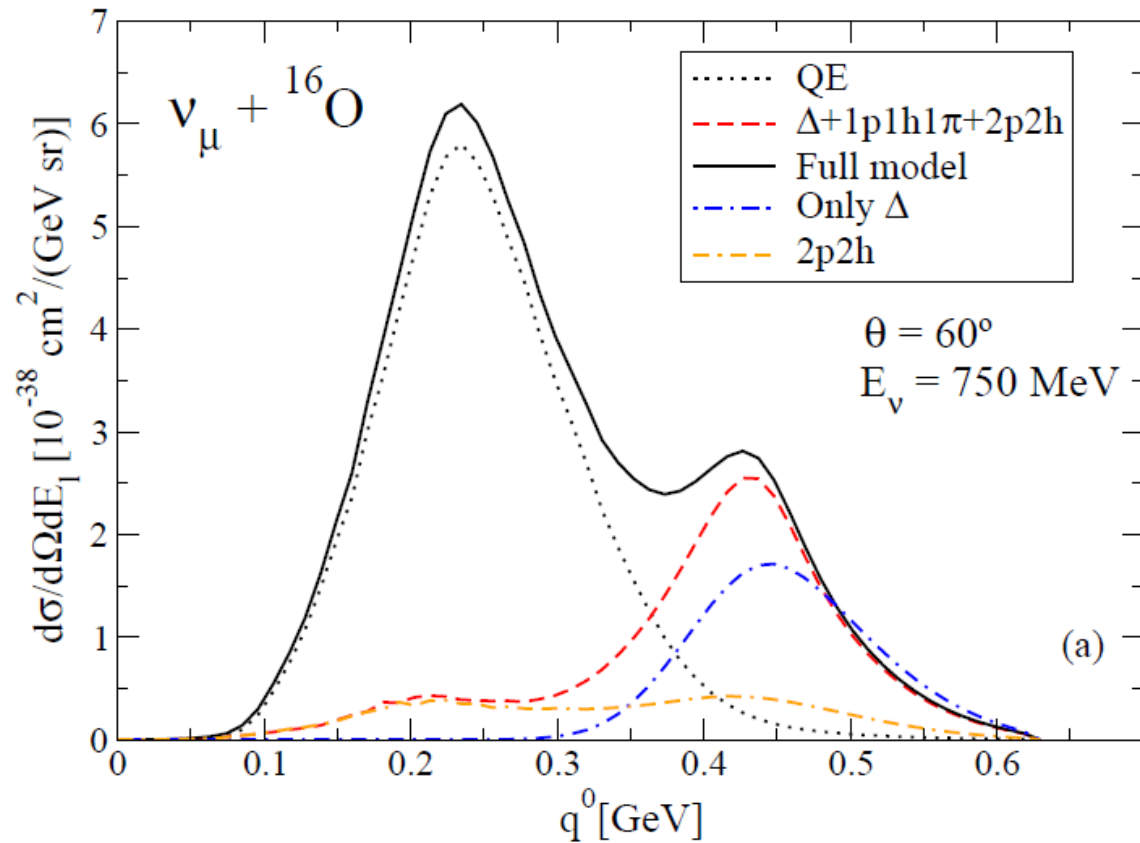 7
6
5
4
3
2
1
0
dσ/dΩdE_l [10^-38 cm^2/(GeV sr)]
ν_μ + ^16O
QE
Δ+1p1h1π+2p2h
Full model
Only Δ
2p2h
θ = 60º
E_ν = 750 MeV
(a)
0 0.1 0.2 0.3 0.4 0.5 0.6
q^0[GeV]